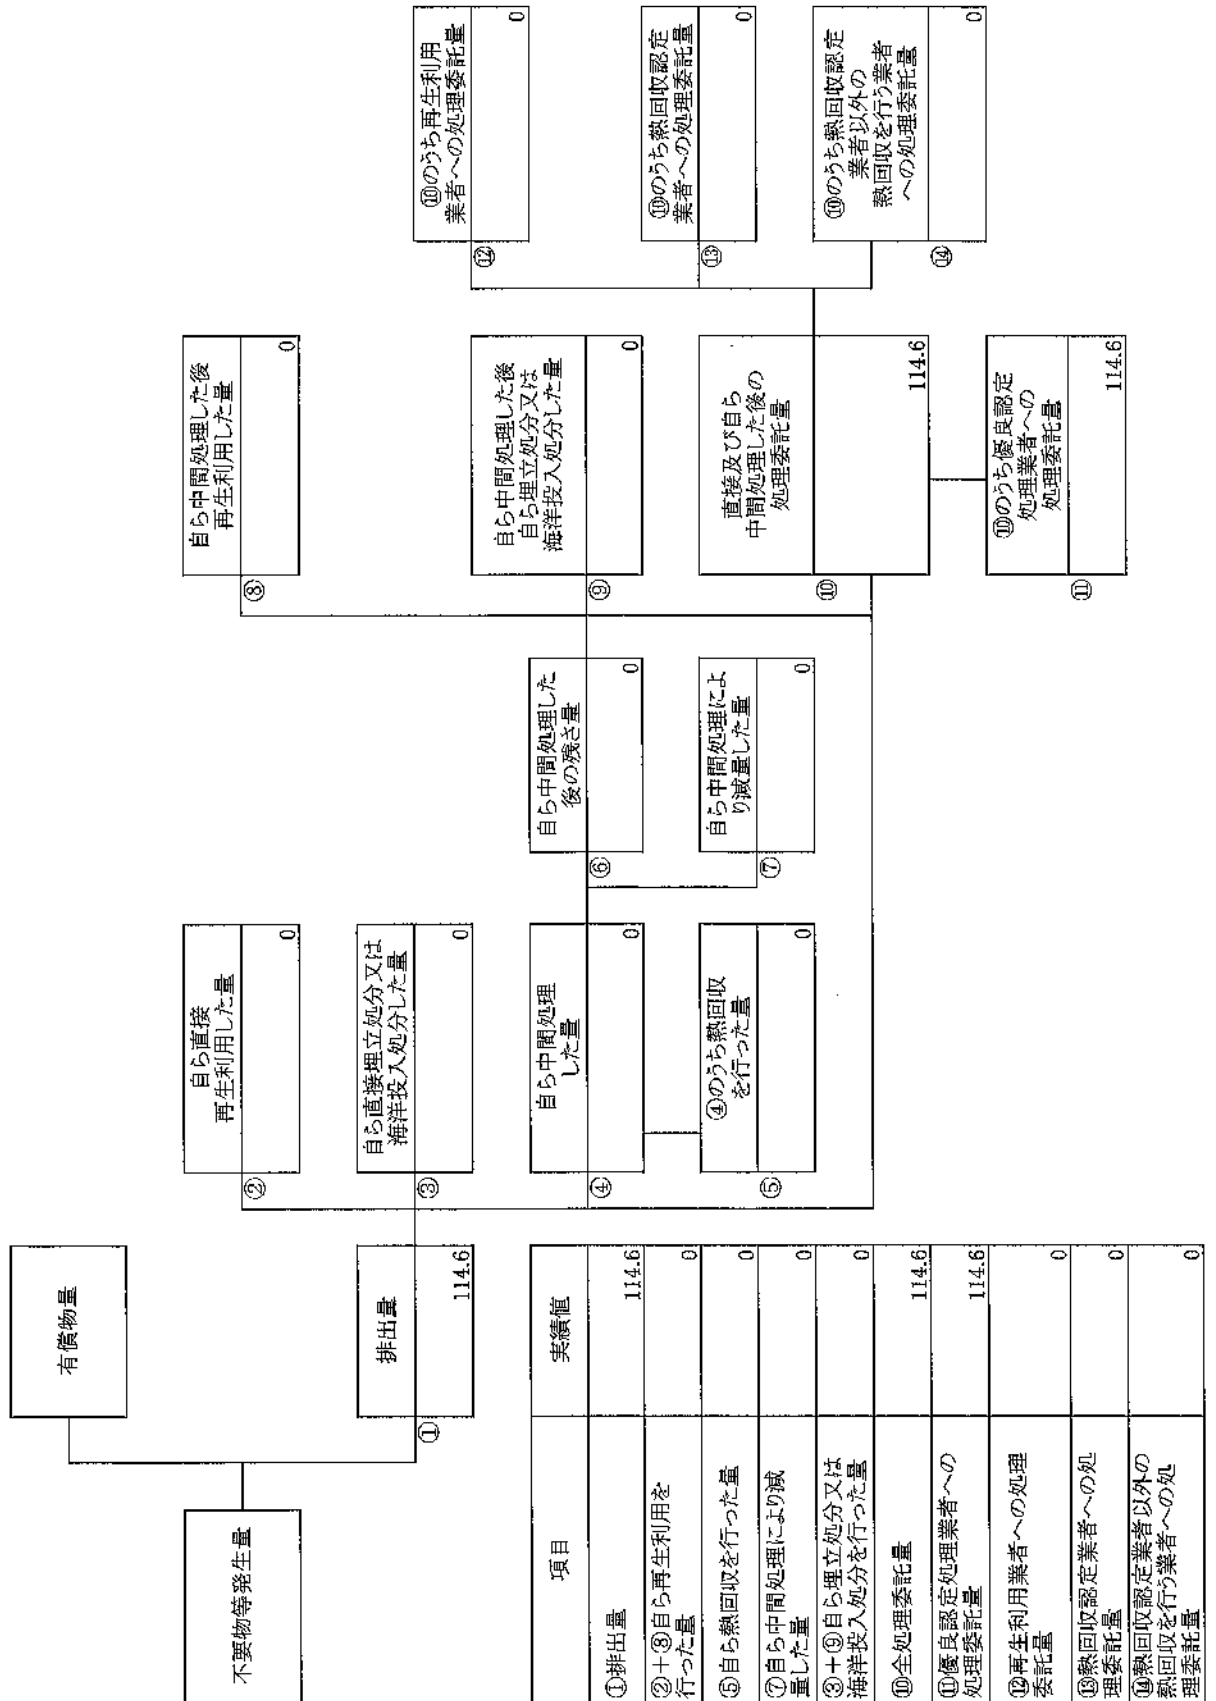 不要物等発生量
有償物量
①
排出量
114.6
②
自ら直接
再生利用した量
0
③
自ら直接埋立処分又は
海洋投入処分した量
0
④
自ら中間処理
した量
0
⑤
④のうち熱回収
を行った量
0
⑥
自ら中間処理した
後の残さ量
0
⑦
自ら中間処理によ
り減量した量
0
⑧
自ら中間処理した後
再生利用した量
0
⑨
自ら中間処理した後
自ら埋立処分又は
海洋投入処分した量
0
⑩
直接及び自ら
中間処理した後の
処理委託量
114.6
⑪
⑩のうち優良認定
処理業者への
処理委託量
114.6
⑫
⑩のうち再生利用
業者への処理委託量
0
⑬
⑩のうち熱回収認定
業者への処理委託量
0
⑭
⑩のうち熱回収認定
業者以外の
熱回収を行う業者
への処理委託量
0
項目 実績値
①排出量 114.6
②+⑧自ら再生利用を
行った量 0
⑤自ら熱回収を行った量 0
⑦自ら中間処理により減
量した量 0
③+⑨自ら埋立処分又は
海洋投入処分を行った量 0
⑩全処理委託量 114.6
⑪優良認定処理業者への
処理委託量 114.6
⑫再生利用業者への処理
委託量 0
⑬熱回収認定業者への処
理委託量 0
⑭熱回収認定業者以外の
熱回収を行う業者への処
理委託量 0